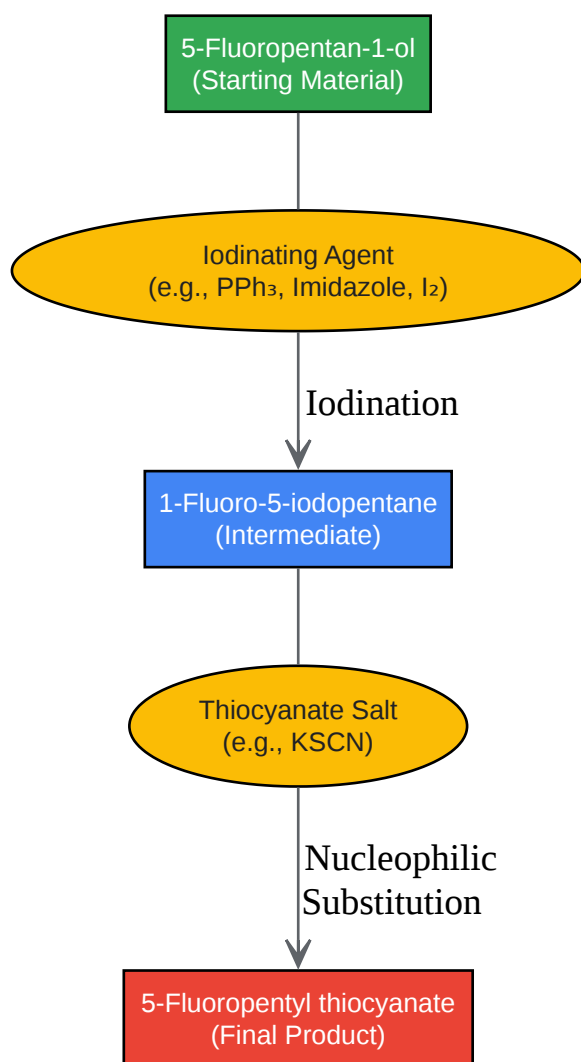 5-Fluoropentan-1-ol
(Starting Material)
Iodinating Agent
(e.g., PPh₃, Imidazole, I₂)
Iodination
1-Fluoro-5-iodopentane
(Intermediate)
Thiocyanate Salt
(e.g., KSCN)
Nucleophilic
Substitution
5-Fluoropentyl thiocyanate
(Final Product)